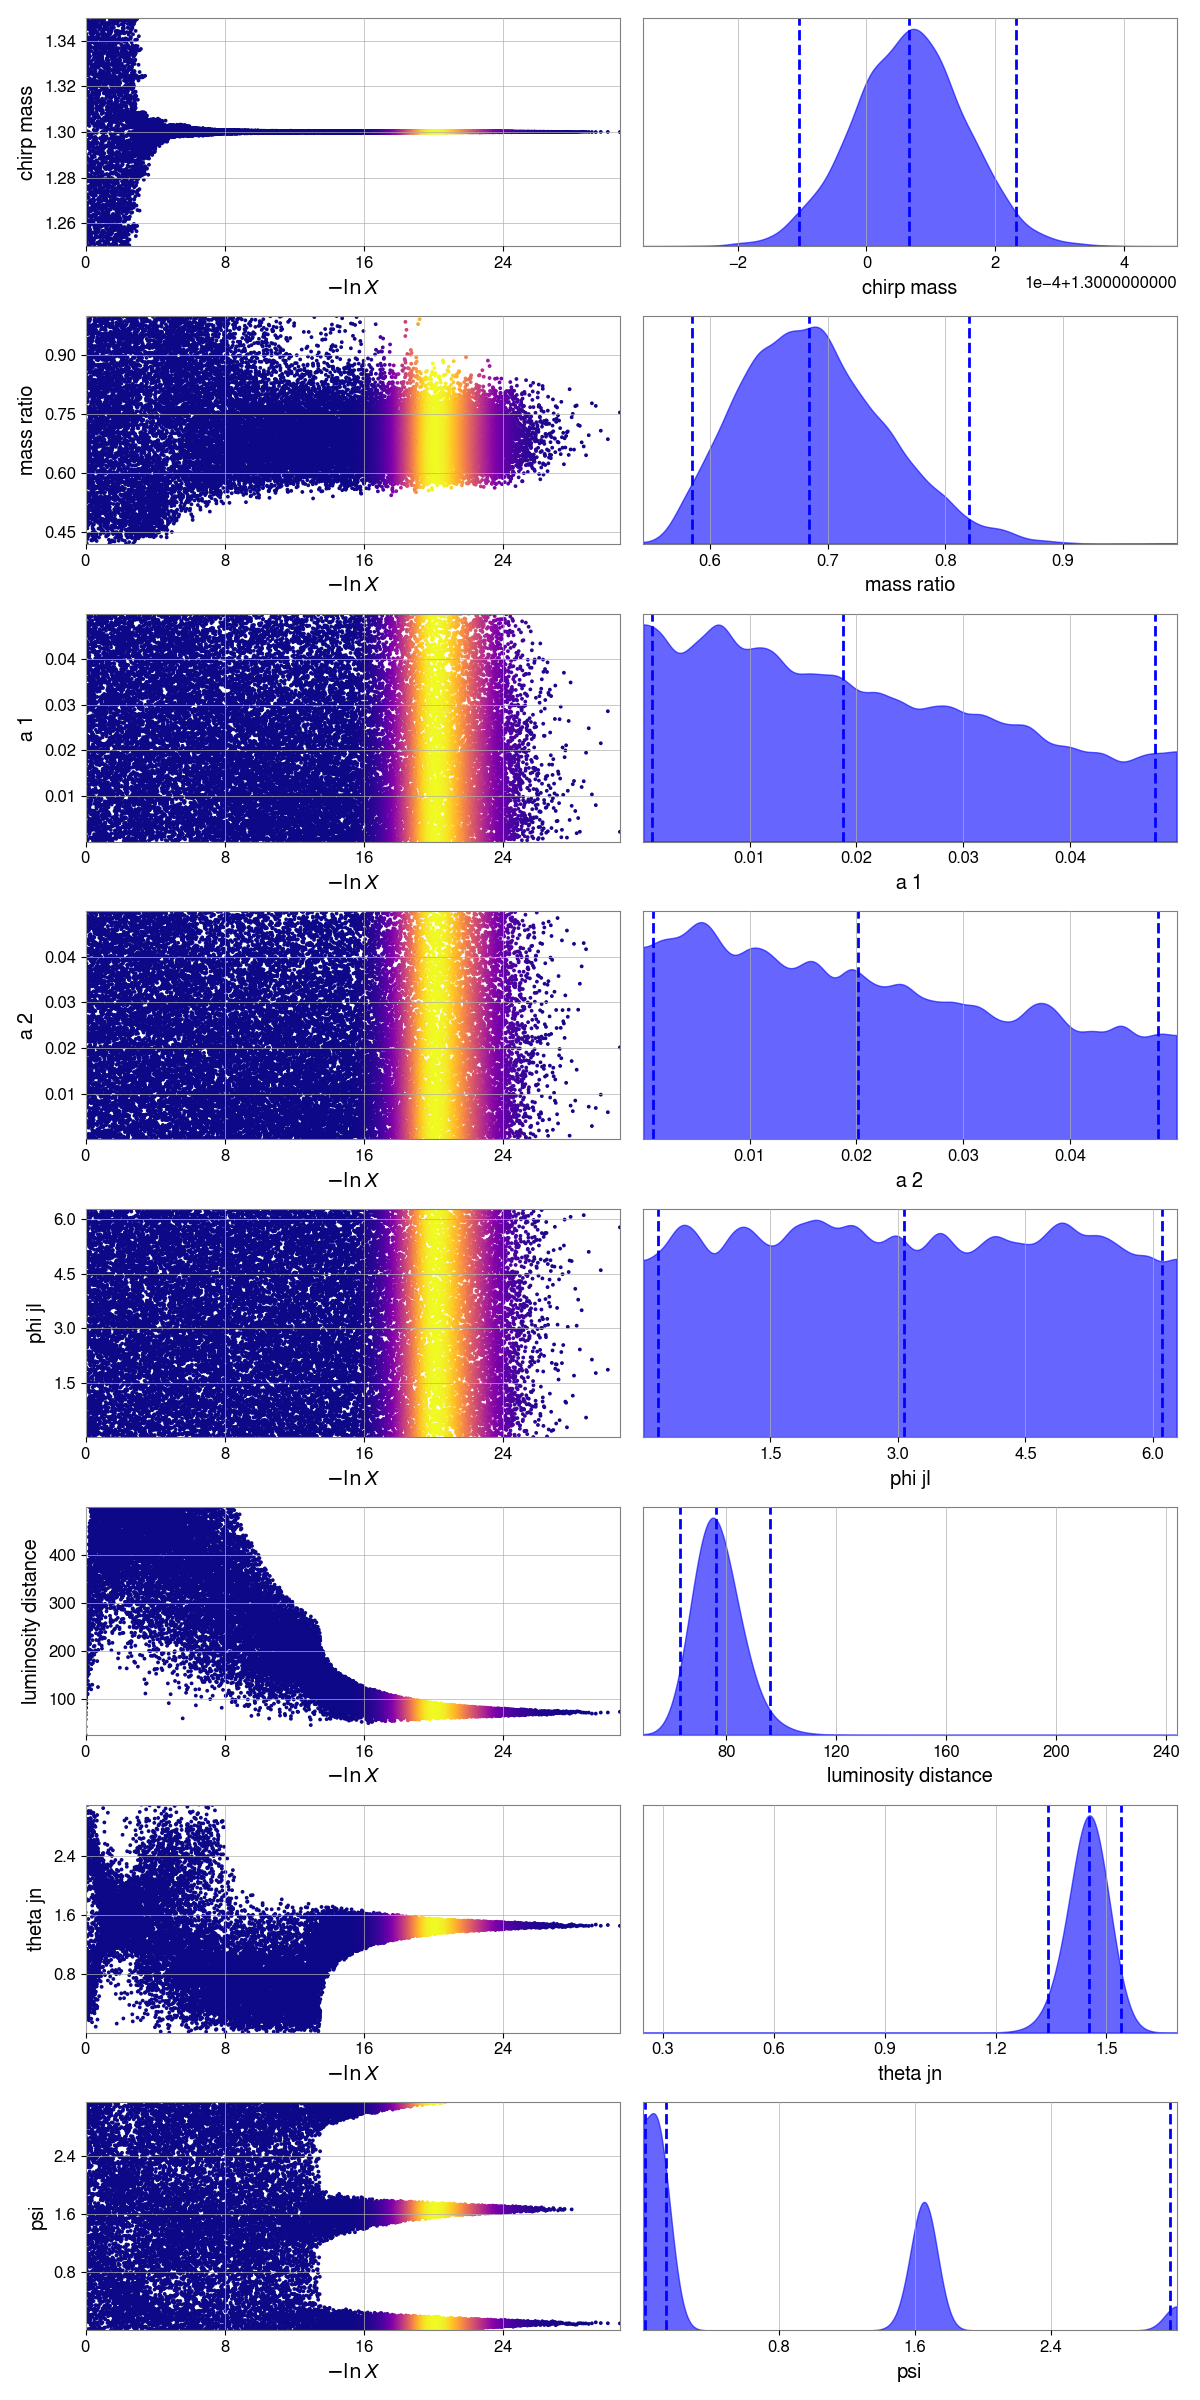 1.34
1.32
1.30
1.28
1.26
chirp mass
0 8 16 24
−ln X
−2 0 2 4
chirp mass
1e−4+1.3000000000
0.90
0.75
0.60
0.45
mass ratio
0 8 16 24
−ln X
0.6 0.7 0.8 0.9
mass ratio
0.04
0.03
0.02
0.01
a 1
0 8 16 24
−ln X
0.01 0.02 0.03 0.04
a 1
0.04
0.03
0.02
0.01
a 2
0 8 16 24
−ln X
0.01 0.02 0.03 0.04
a 2
6.0
4.5
3.0
1.5
phi jl
0 8 16 24
−ln X
1.5 3.0 4.5 6.0
phi jl
400
300
200
100
luminosity distance
0 8 16 24
−ln X
80 120 160 200 240
luminosity distance
2.4
1.6
0.8
theta jn
0 8 16 24
−ln X
0.3 0.6 0.9 1.2 1.5
theta jn
2.4
1.6
0.8
psi
0 8 16 24
−ln X
0.8 1.6 2.4
psi